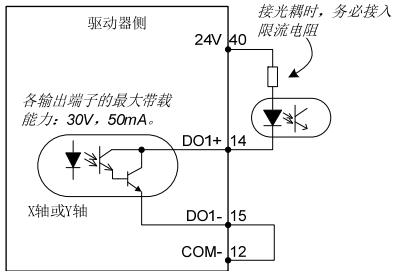 驱动器侧
接光耦时，务必接入
限流电阻
24V 40
各输出端子的最大带载
能力：30V，50mA。
DO1+ 14
X轴或Y轴
DO1- 15
COM- 12